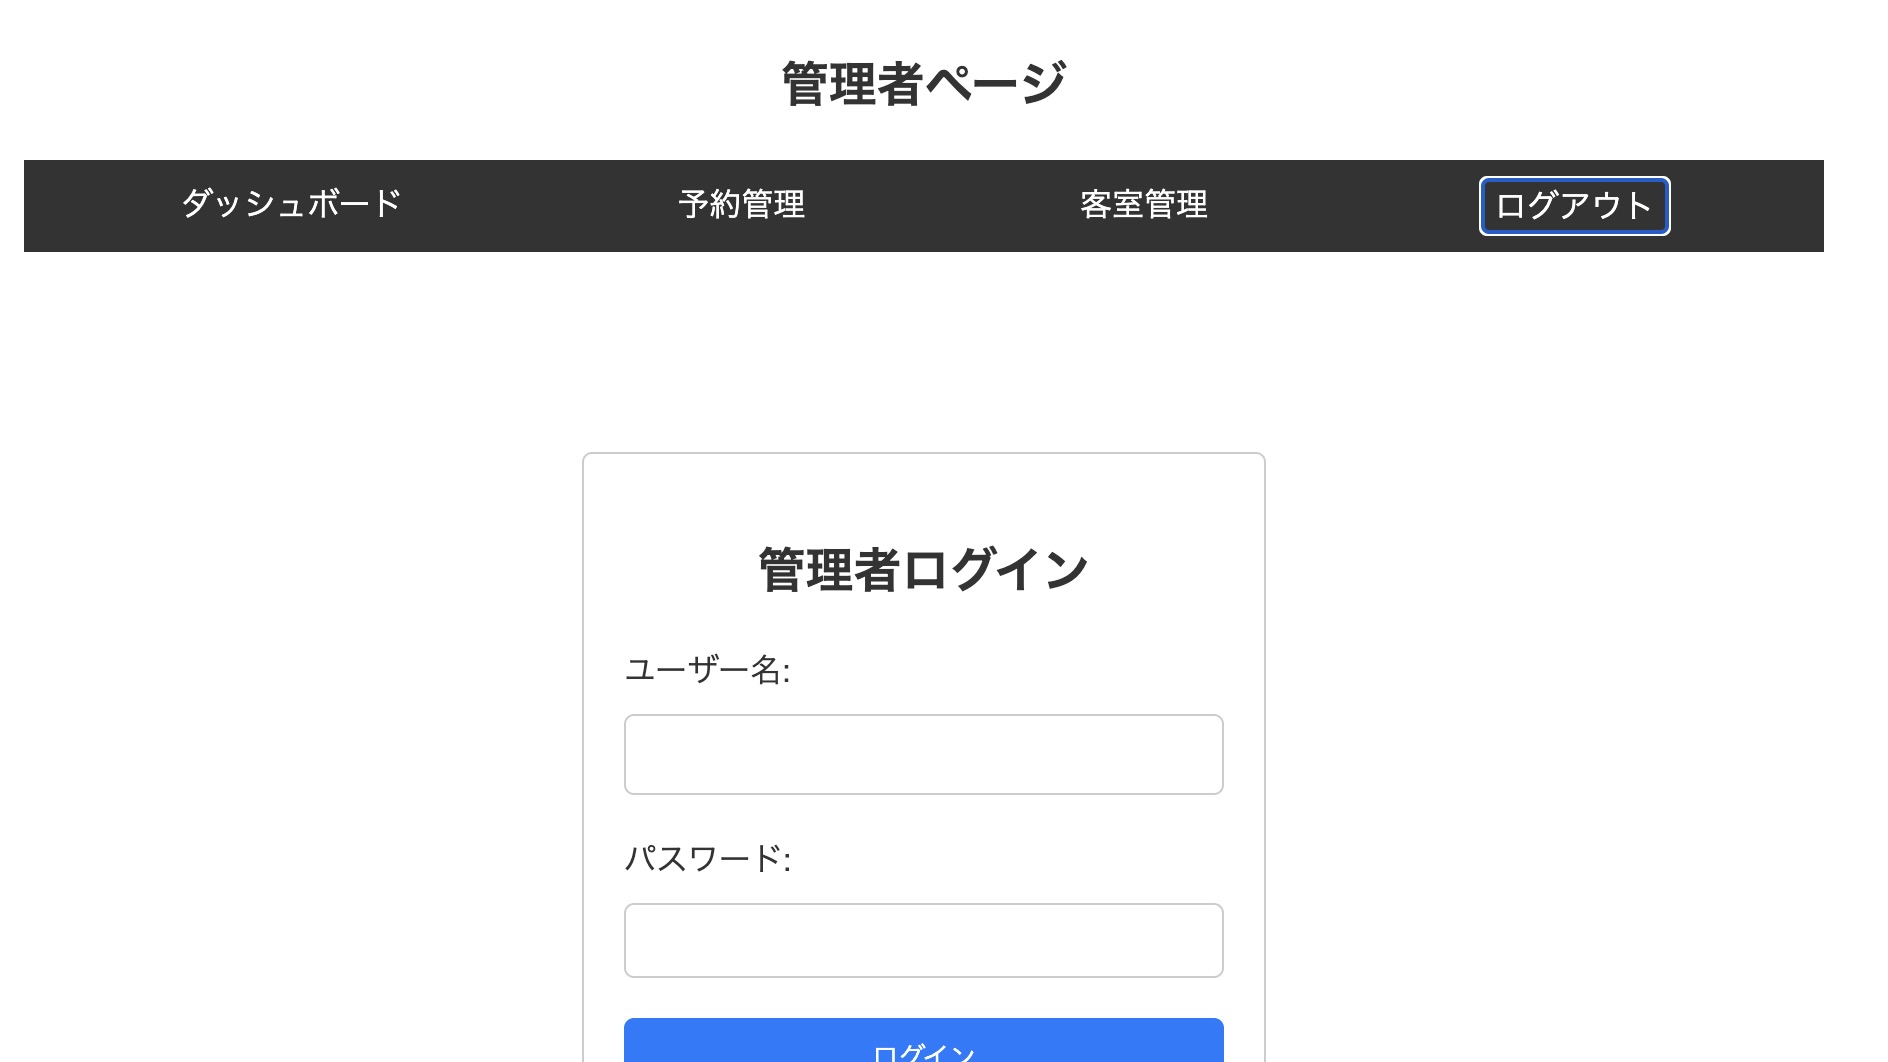 管理者ページ
ダッシュボード 予約管理 客室管理 ログアウト
管理者ログイン
ユーザー名:
パスワード:
ログイン